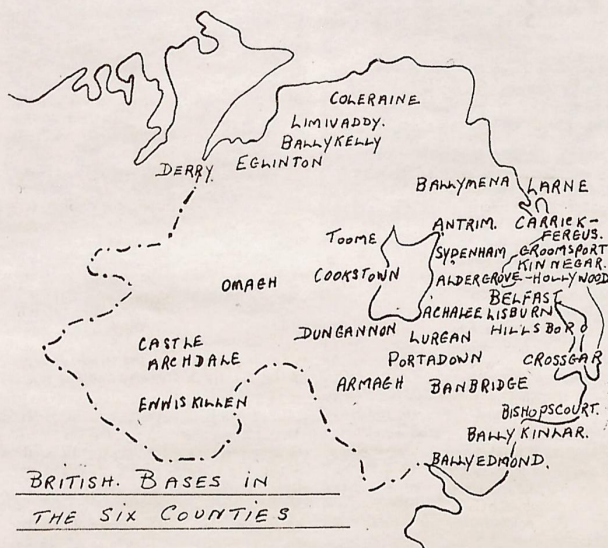 COLERAINE
LIMIVADDY.
BALLYKELLY
EGLINTON
DERRY
BALLYMENA LARNE
ANTRIM. CARRICK-
FERGUS.
TOOME
SYDENHAM GROOMSPORT
KINNEGAR.
OMAGH COOKSTOWN ALDERGROVE-HOLLYWOOD
BELFAST
ACHALEE LISBURN
DUNGANNON LURGAN HILLSBORO
CASTLE
ARCHDALE
PORTADOWN CROSSGAR
ARMAGH BANBRIDGE
ENNISKILLEN
BISHOPSCOURT.
BALLYKINLAR.
BALLYEDMOND.
BRITISH. BASES IN
THE SIX COUNTIES